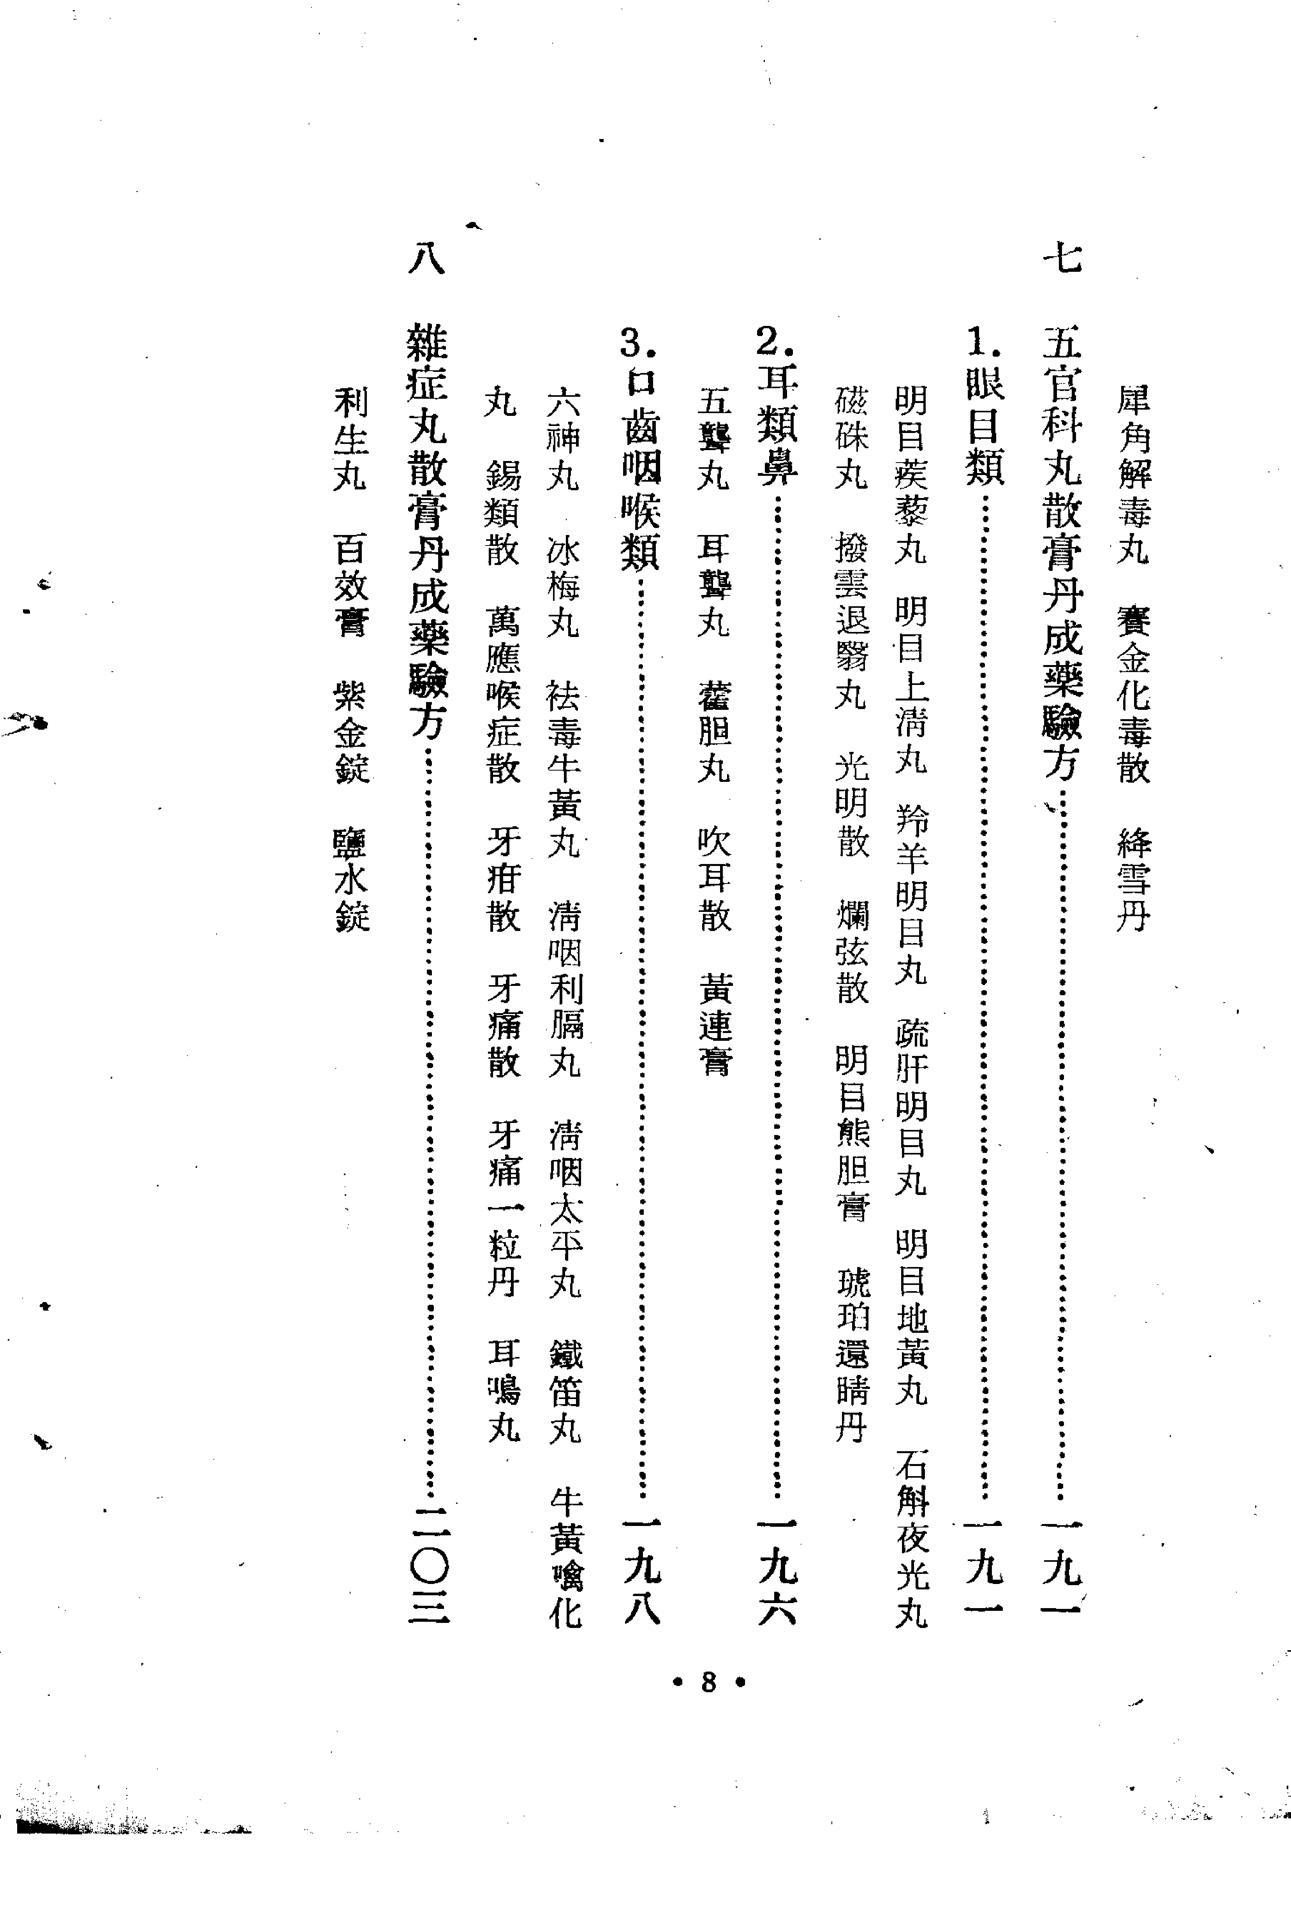 犀角解毒丸　賽金化毒散　絳雪丹
七　五官科丸散膏丹成藥驗方……………一九一
1.眼目類……………一九一
明目蒺藜丸　明目上淸丸　羚羊明目丸　疏肝明目丸　明目地黃丸　石斛夜光丸
磁硃丸　撥雲退翳丸　光明散　爛弦散　明目熊胆膏　琥珀還睛丹
2.耳類鼻……………一九六
五聾丸　耳聾丸　藿胆丸　吹耳散　黃連膏
3.口齒咽喉類……………一九八
六神丸　冰梅丸　袪毒牛黃丸　淸咽利膈丸　淸咽太平丸　鐵笛丸　牛黃噙化
丸　錫類散　萬應喉症散　牙疳散　牙痛散　牙痛一粒丹　耳鳴丸
八　雜症丸散膏丹成藥驗方……………二〇三
利生丸　百效膏　紫金錠　鹽水錠
• 8 •